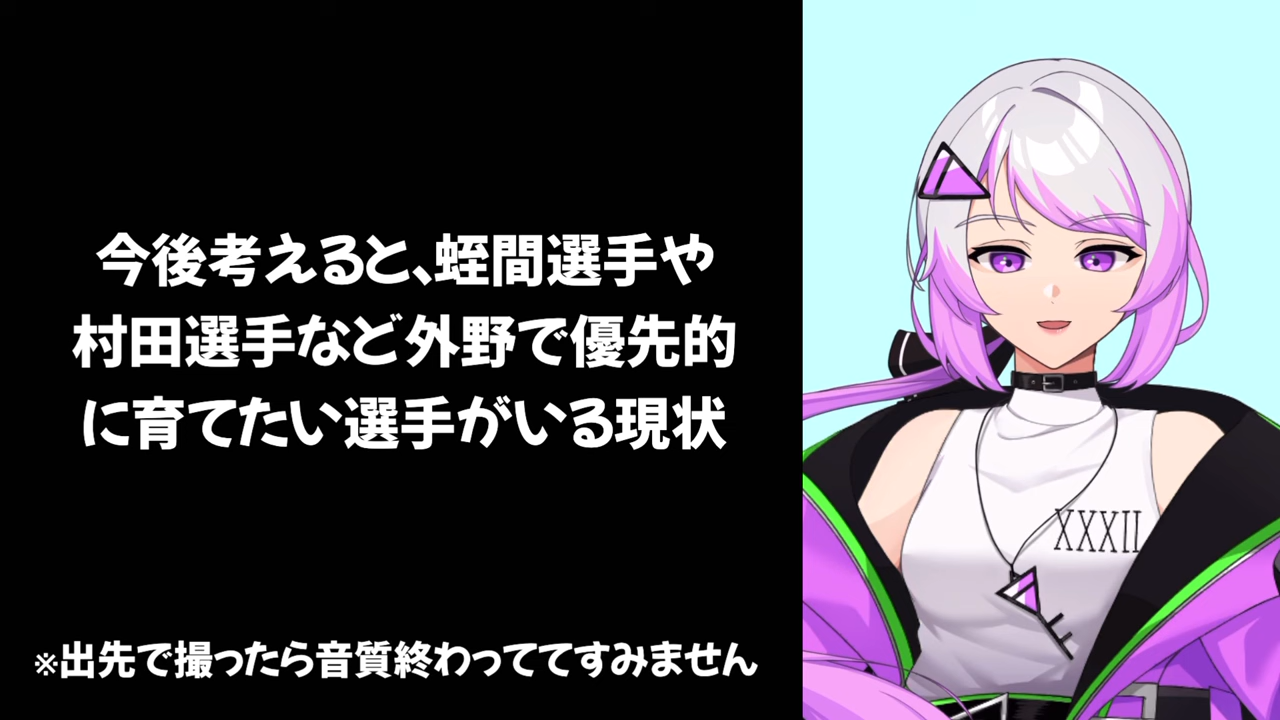 今後考えると、蛭間選手や
村田選手など外野で優先的
に育てたい選手がいる現状
※出先で撮ったら音質終わっててすみません
XXXII